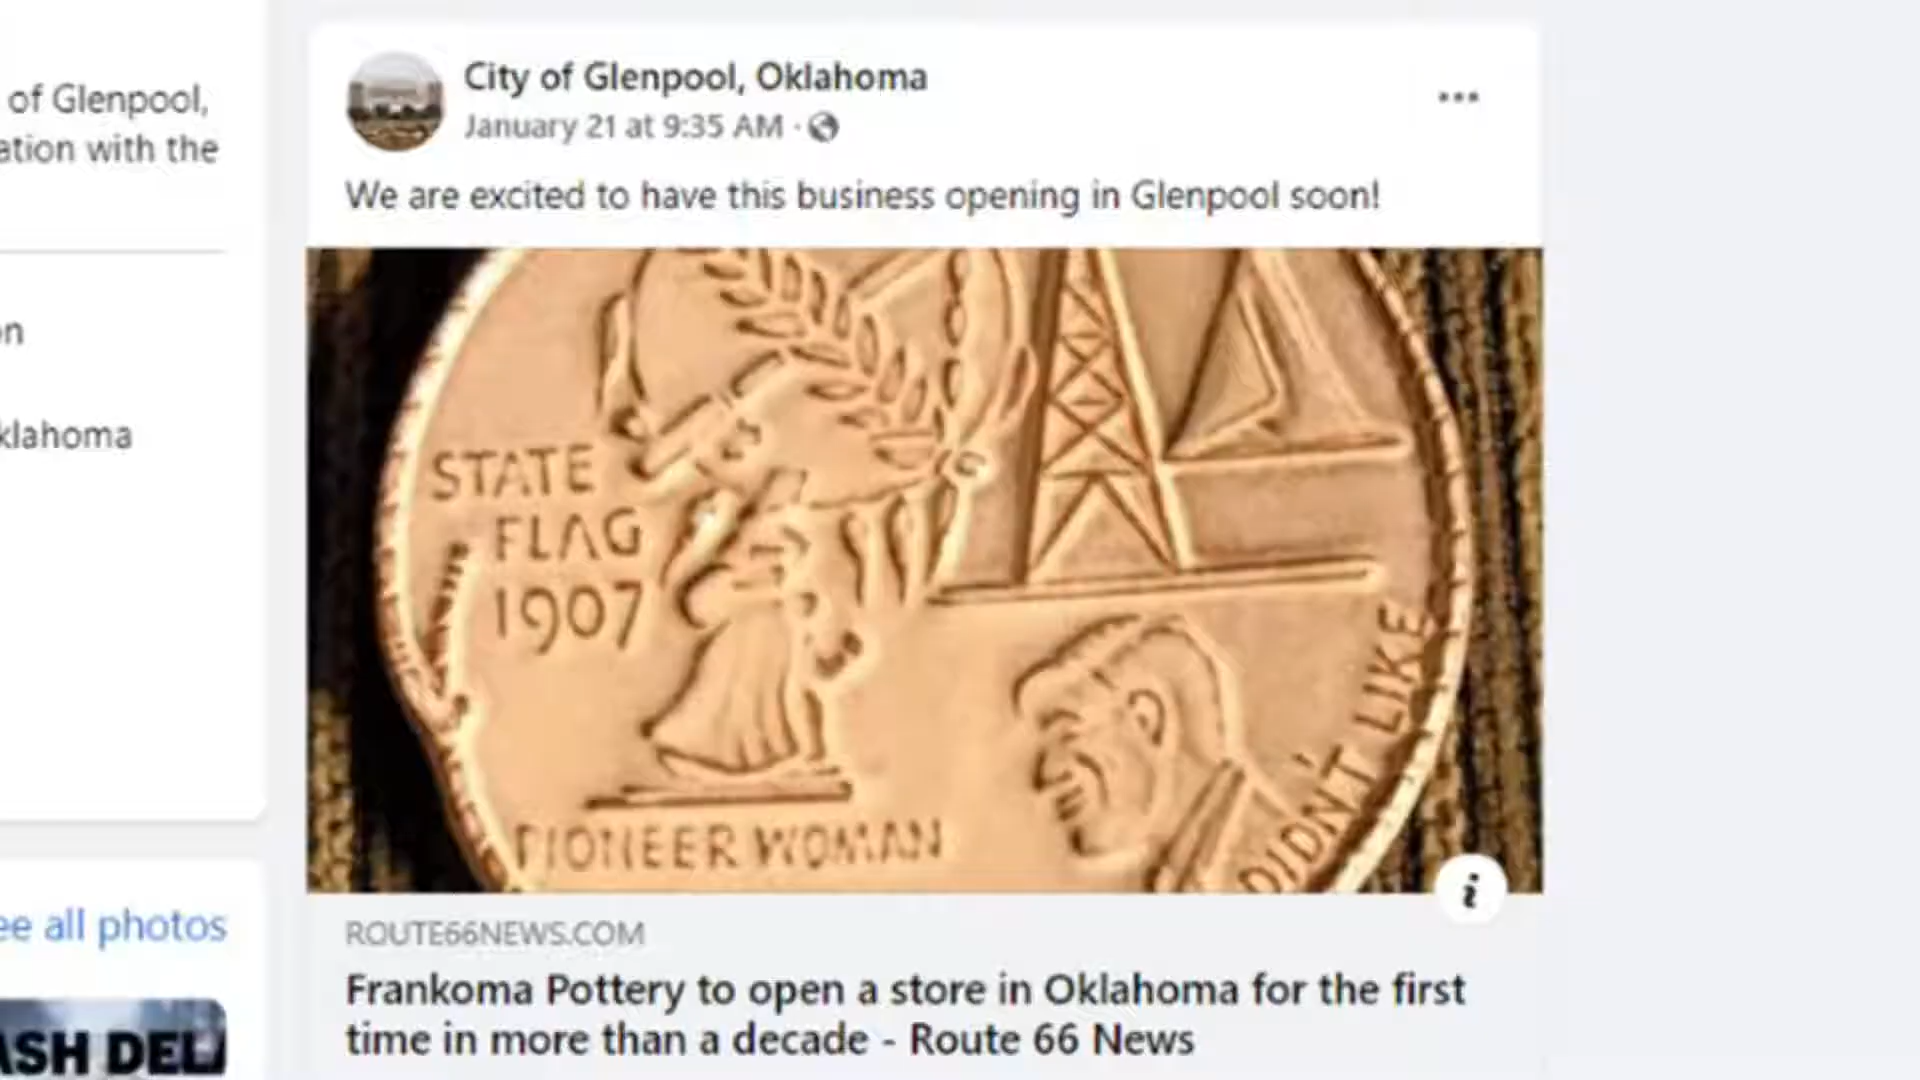 of Glenpool,
ation with the
on
klahoma
ee all photos
ASH DEL
City of Glenpool, Oklahoma
January 21 at 9:35 AM ·
We are excited to have this business opening in Glenpool soon!
STATE
FLAG
1907
PIONEER WOMAN
DIDN'T LIKE
i
ROUTE66NEWS.COM
Frankoma Pottery to open a store in Oklahoma for the first
time in more than a decade - Route 66 News